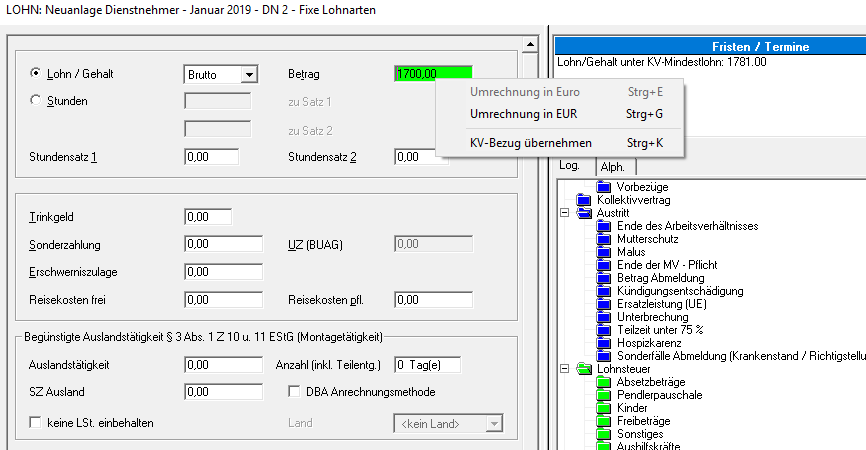 LOHN: Neuanlage Dienstnehmer - Januar 2019 - DN 2 - Fixe Lohnarten
Lohn / Gehalt Brutto Betrag 1700,00
Stunden zu Satz 1
zu Satz 2
Stundensatz 1 0,00 Stundensatz 2 0,00
Umrechnung in Euro Strg+E
Umrechnung in EUR Strg+G
KV-Bezug übernehmen Strg+K
Trinkgeld 0,00
Sonderzahlung 0,00 UZ (BUAG) 0,00
Erschwerniszulage 0,00
Reisekosten frei 0,00 Reisekosten pfl. 0,00
Begünstigte Auslandstätigkeit § 3 Abs. 1 Z 10 u. 11 EStG (Montagetätigkeit)
Auslandstätigkeit 0,00 Anzahl (inkl. Teilentg.) 0 Tag(e)
SZ Ausland 0,00 DBA Anrechnungsmethode
keine LSt. einbehalten Land <kein Land>
Fristen / Termine
Lohn/Gehalt unter KV-Mindestlohn: 1781.00
Log. Alph.
Vorbezüge
Kollektivvertrag
Austritt
Ende des Arbeitsverhältnisses
Mutterschutz
Malus
Ende der MV - Pflicht
Betrag Abmeldung
Kündigungsentschädigung
Ersatzleistung (UE)
Unterbrechung
Teilzeit unter 75 %
Hospizkarenz
Sonderfälle Abmeldung (Krankenstand / Richtigstellu
Lohnsteuer
Absetzbeträge
Pendlerpauschale
Kinder
Freibeträge
Sonstiges
Aushilfskräfte